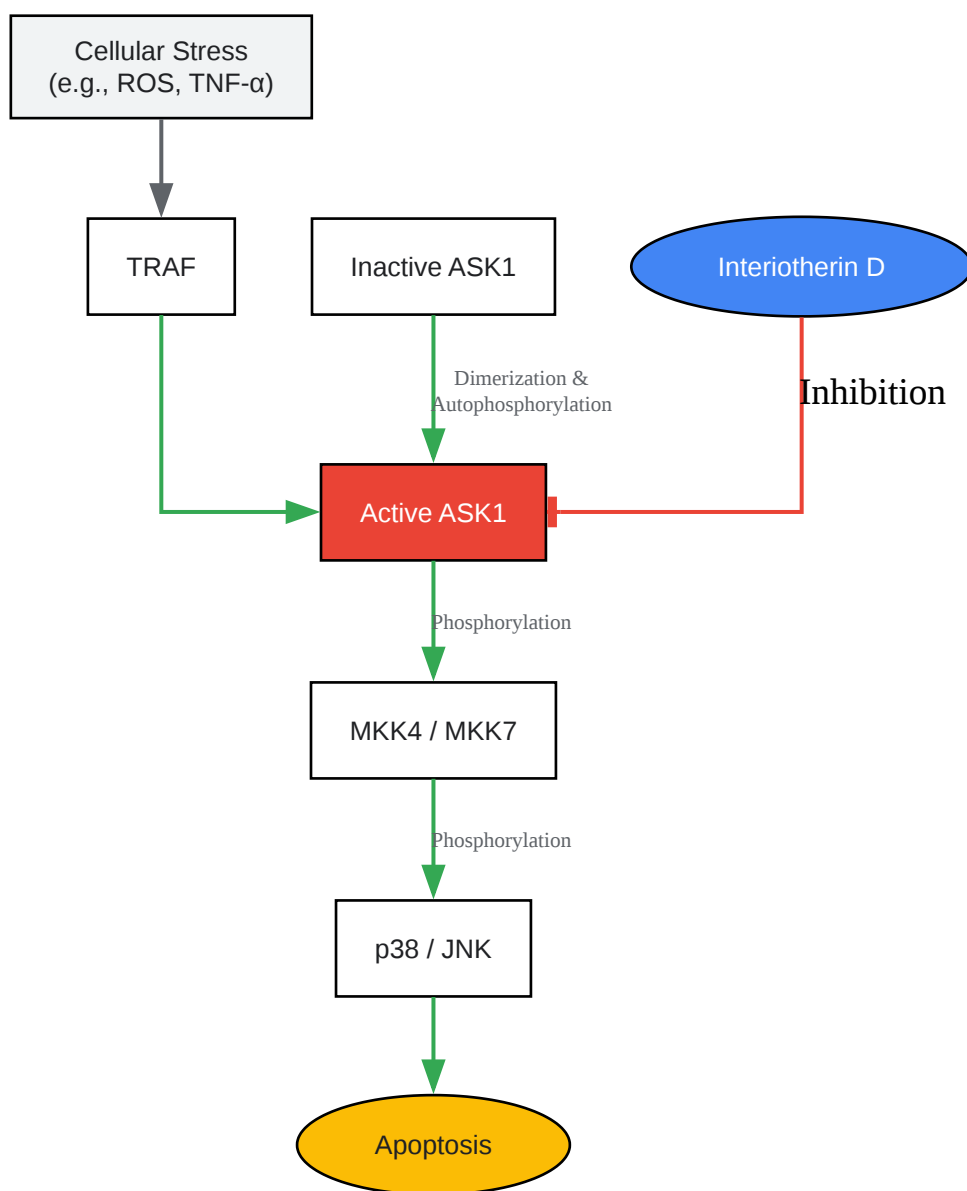 Cellular Stress
(e.g., ROS, TNF-α)
TRAF
Inactive ASK1
Interiotherin D
Dimerization &
Autophosphorylation
Inhibition
Active ASK1
Phosphorylation
MKK4 / MKK7
Phosphorylation
p38 / JNK
Apoptosis